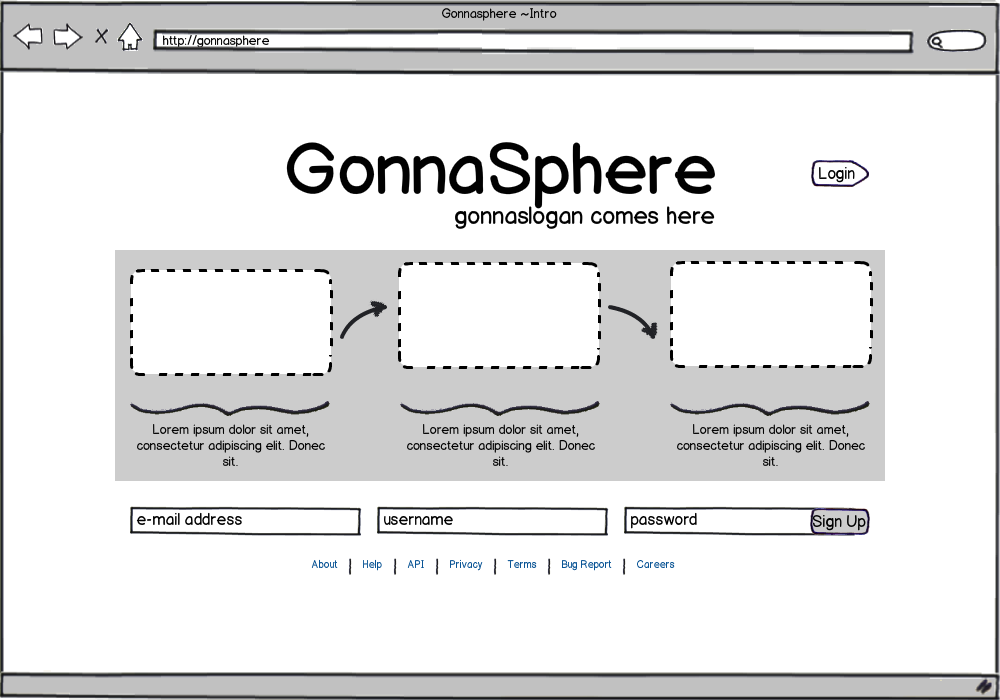 Gonnasphere ~Intro
http://gonnasphere
GonnaSphere
Login
gonnaslogan comes here
Lorem ipsum dolor sit amet,
consectetur adipiscing elit. Donec
sit.
Lorem ipsum dolor sit amet,
consectetur adipiscing elit. Donec
sit.
Lorem ipsum dolor sit amet,
consectetur adipiscing elit. Donec
sit.
e-mail address
username
password
Sign Up
About | Help | API | Privacy | Terms | Bug Report | Careers